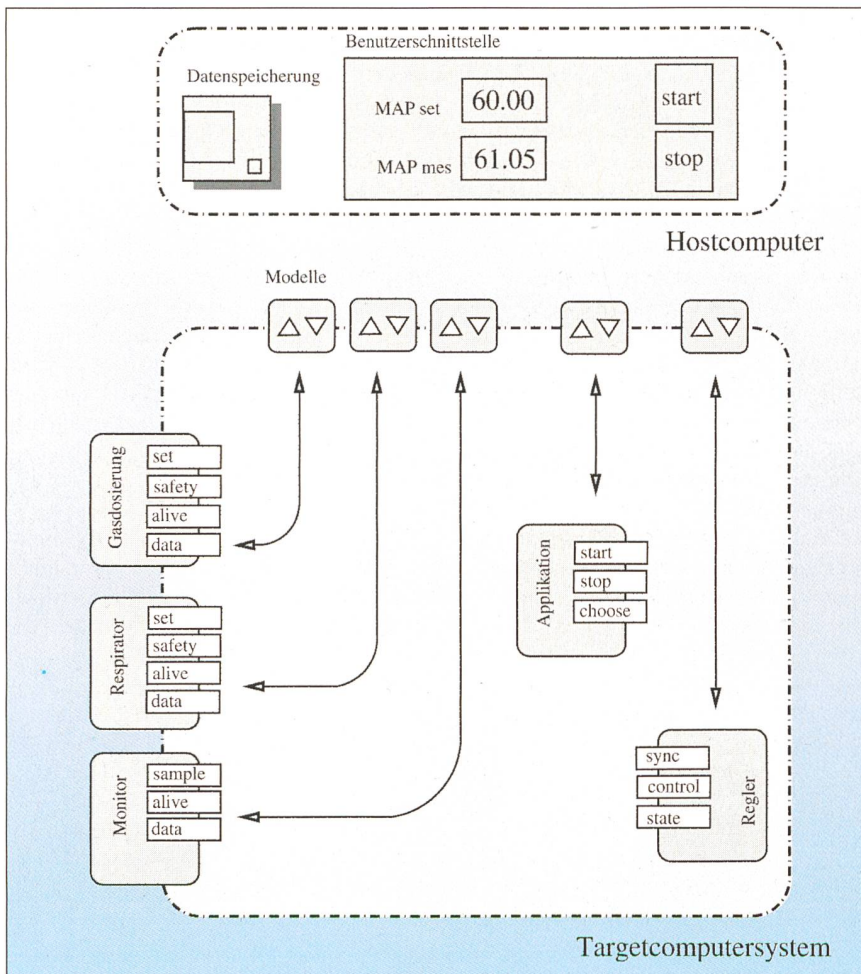 Benutzerschnittstelle
Datenspeicherung
MAP set
60.00
start
MAP mes
61.05
stop
Hostcomputer
Modelle
Gasdosierung
set
safety
alive
data
Applikation
start
stop
choose
Respirator
set
safety
alive
data
Monitor
sample
alive
data
Regler
sync
control
state
Targetcomputersystem